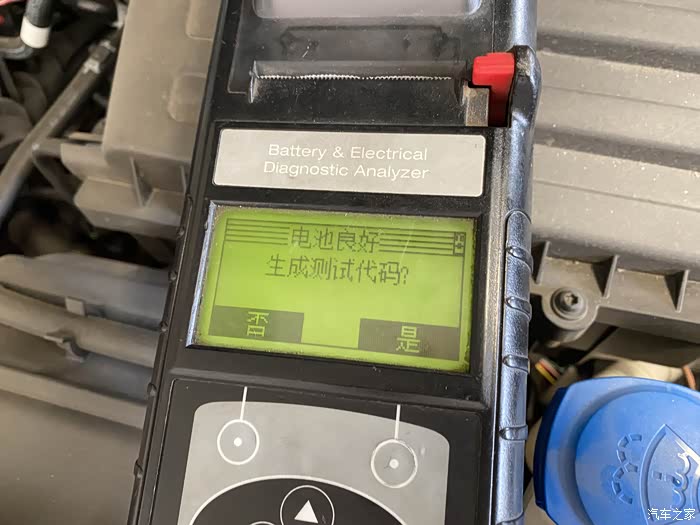 Battery & Electrical
Diagnostic Analyzer
电池良好
生成测试代码?
否 是
汽车之家